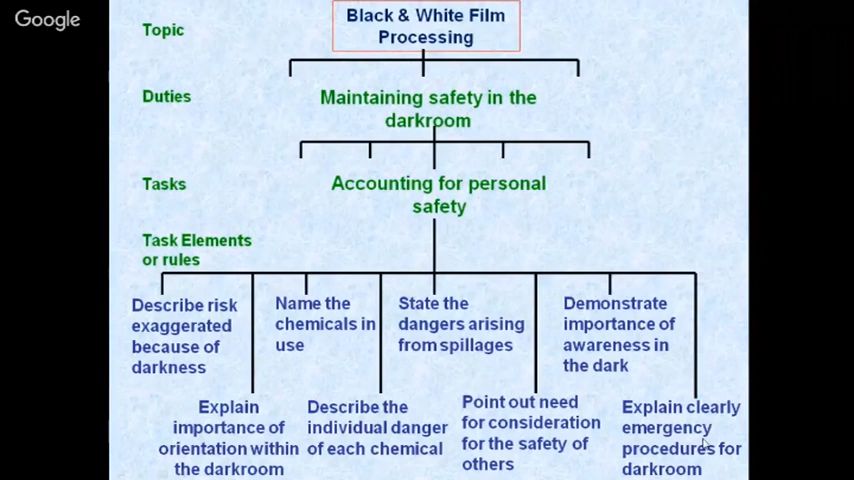 Google
Topic
Black & White Film
Processing
Duties
Maintaining safety in the
darkroom
Tasks
Accounting for personal
safety
Task Elements
or rules
Describe risk
exaggerated
because of
darkness
Name the
chemicals in
use
State the
dangers arising
from spillages
Demonstrate
importance of
awareness in
the dark
Explain
importance of
orientation within
the darkroom
Describe the
individual danger
of each chemical
Point out need
for consideration
for the safety of
others
Explain clearly
emergency
procedures for
darkroom